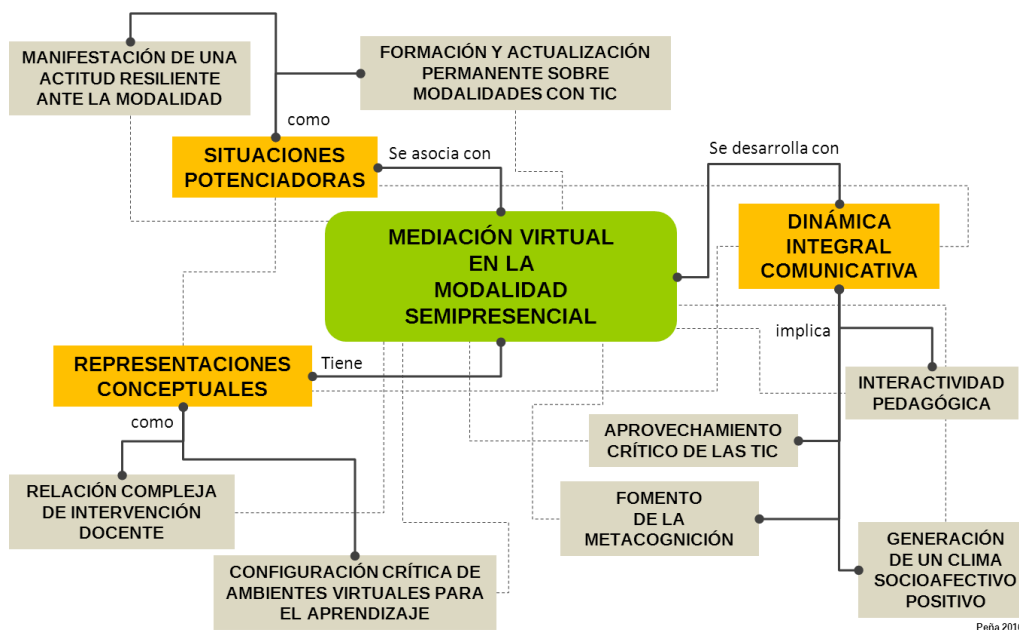 MANIFESTACIÓN DE UNA
ACTITUD RESILIENTE
ANTE LA MODALIDAD
FORMACIÓN Y ACTUALIZACIÓN
PERMANENTE SOBRE
MODALIDADES CON TIC
como
SITUACIONES
POTENCIADORAS
Se asocia con
Se desarrolla con
MEDIACIÓN VIRTUAL
EN LA
MODALIDAD
SEMIPRESENCIAL
DINÁMICA
INTEGRAL
COMUNICATIVA
implica
REPRESENTACIONES
CONCEPTUALES
Tiene
INTERACTIVIDAD
PEDAGÓGICA
como
APROVECHAMIENTO
CRÍTICO DE LAS TIC
RELACIÓN COMPLEJA
DE INTERVENCIÓN
DOCENTE
FOMENTO
DE LA
METACOGNICIÓN
GENERACIÓN
DE UN CLIMA
SOCIOAFECTIVO
POSITIVO
CONFIGURACIÓN CRÍTICA DE
AMBIENTES VIRTUALES PARA
EL APRENDIZAJE
Peña